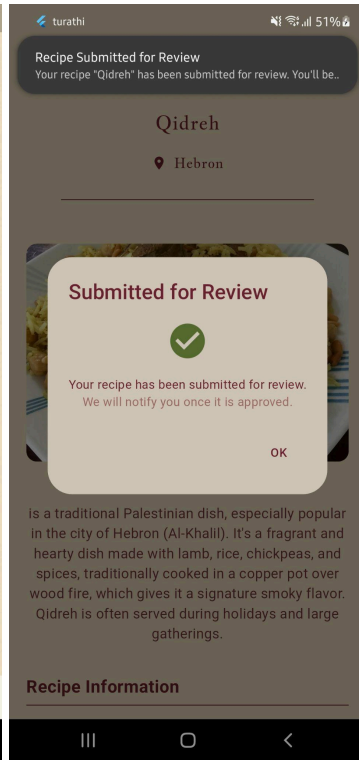 turathi
51%
Recipe Submitted for Review
Your recipe "Qidreh" has been submitted for review. You'll be..
Qidreh
Hebron
Submitted for Review
Your recipe has been submitted for review.
We will notify you once it is approved.
OK
is a traditional Palestinian dish, especially popular
in the city of Hebron (Al-Khalil). It's a fragrant and
hearty dish made with lamb, rice, chickpeas, and
spices, traditionally cooked in a copper pot over
wood fire, which gives it a signature smoky flavor.
Qidreh is often served during holidays and large
gatherings.
Recipe Information